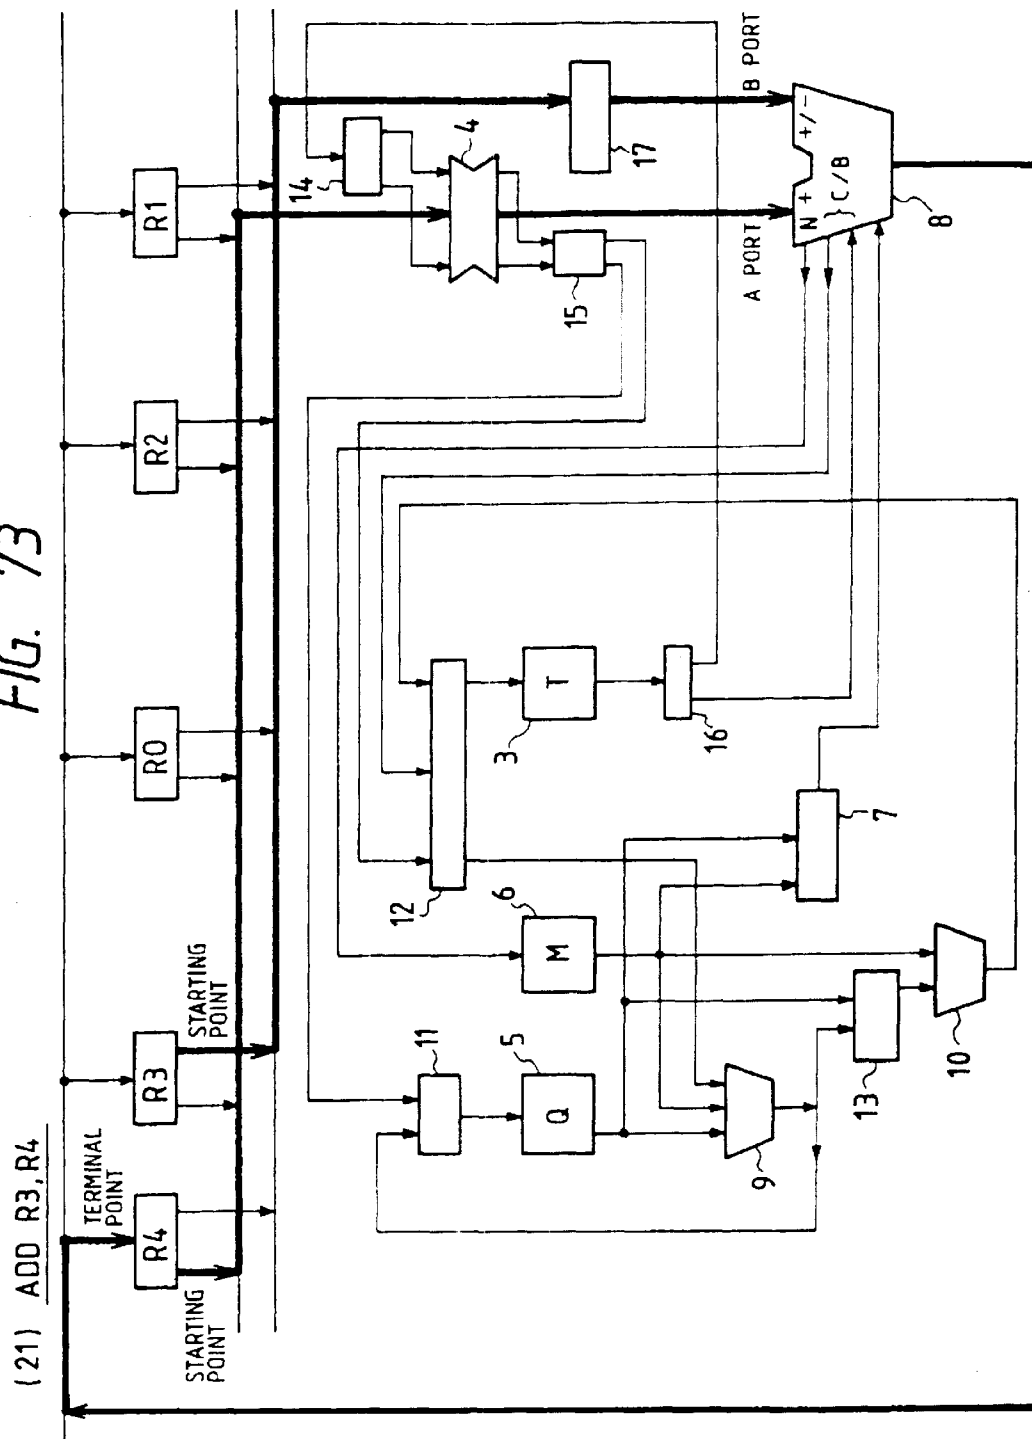 FIG. 73
(21) ADD R3, R4
TERMINAL
POINT
STARTING
POINT
STARTING
POINT
R4
R3
R0
R2
R1
14
4
15
17
A PORT
B PORT
N + +/-
} C/B
8
12
T
3
16
M
6
7
11
Q
5
9
13
10